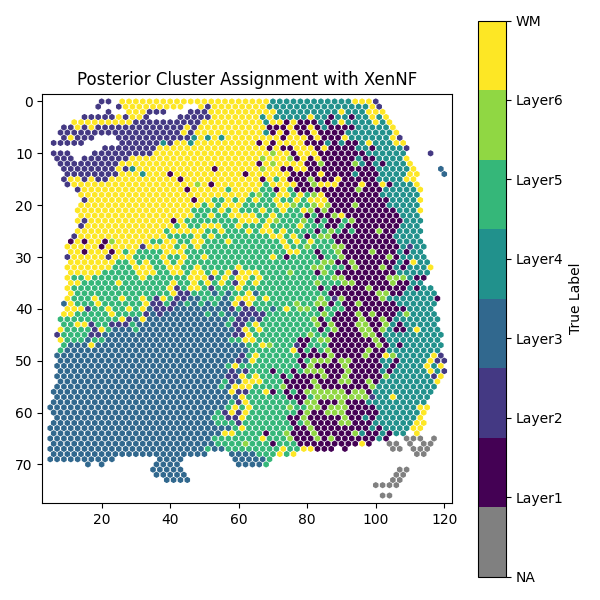 Posterior Cluster Assignment with XenNF
0
10
20
30
40
50
60
70
20
40
60
80
100
120
WM
Layer6
Layer5
Layer4
Layer3
Layer2
Layer1
NA
True Label